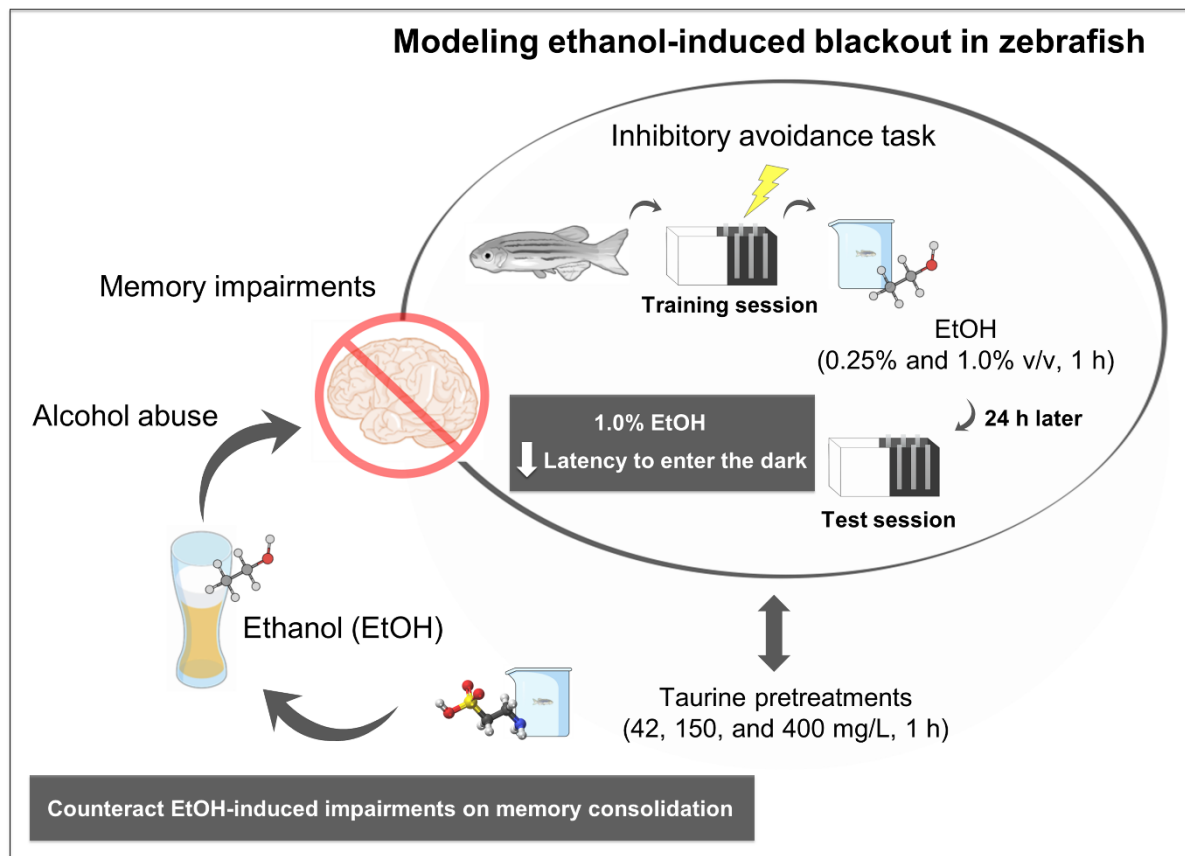 Modeling ethanol-induced blackout in zebrafish
Inhibitory avoidance task
Training session
EtOH
(0.25% and 1.0% v/v, 1 h)
24 h later
Test session
1.0% EtOH
Latency to enter the dark
Memory impairments
Alcohol abuse
Ethanol (EtOH)
Taurine pretreatments
(42, 150, and 400 mg/L, 1 h)
Counteract EtOH-induced impairments on memory consolidation